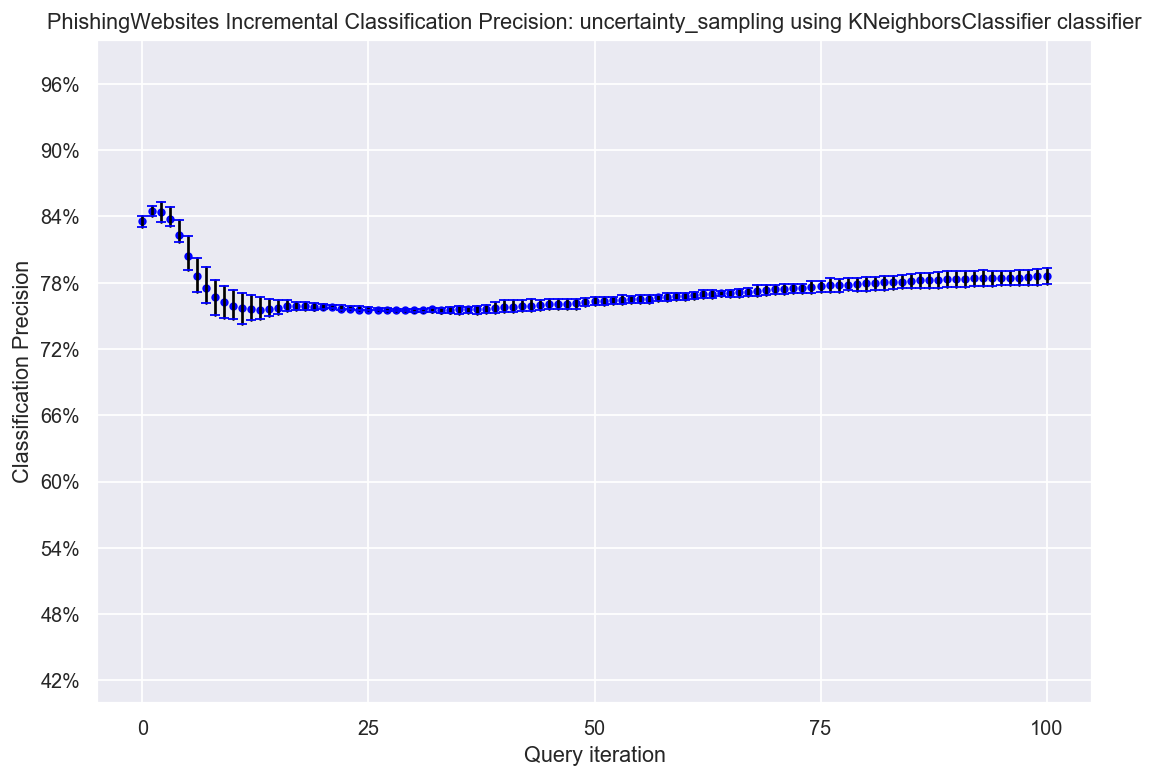 PhishingWebsites Incremental Classification Precision: uncertainty_sampling using KNeighborsClassifier classifier
96%
90%
84%
78%
72%
66%
60%
54%
48%
42%
Classification Precision
0 25 50 75 100
Query iteration